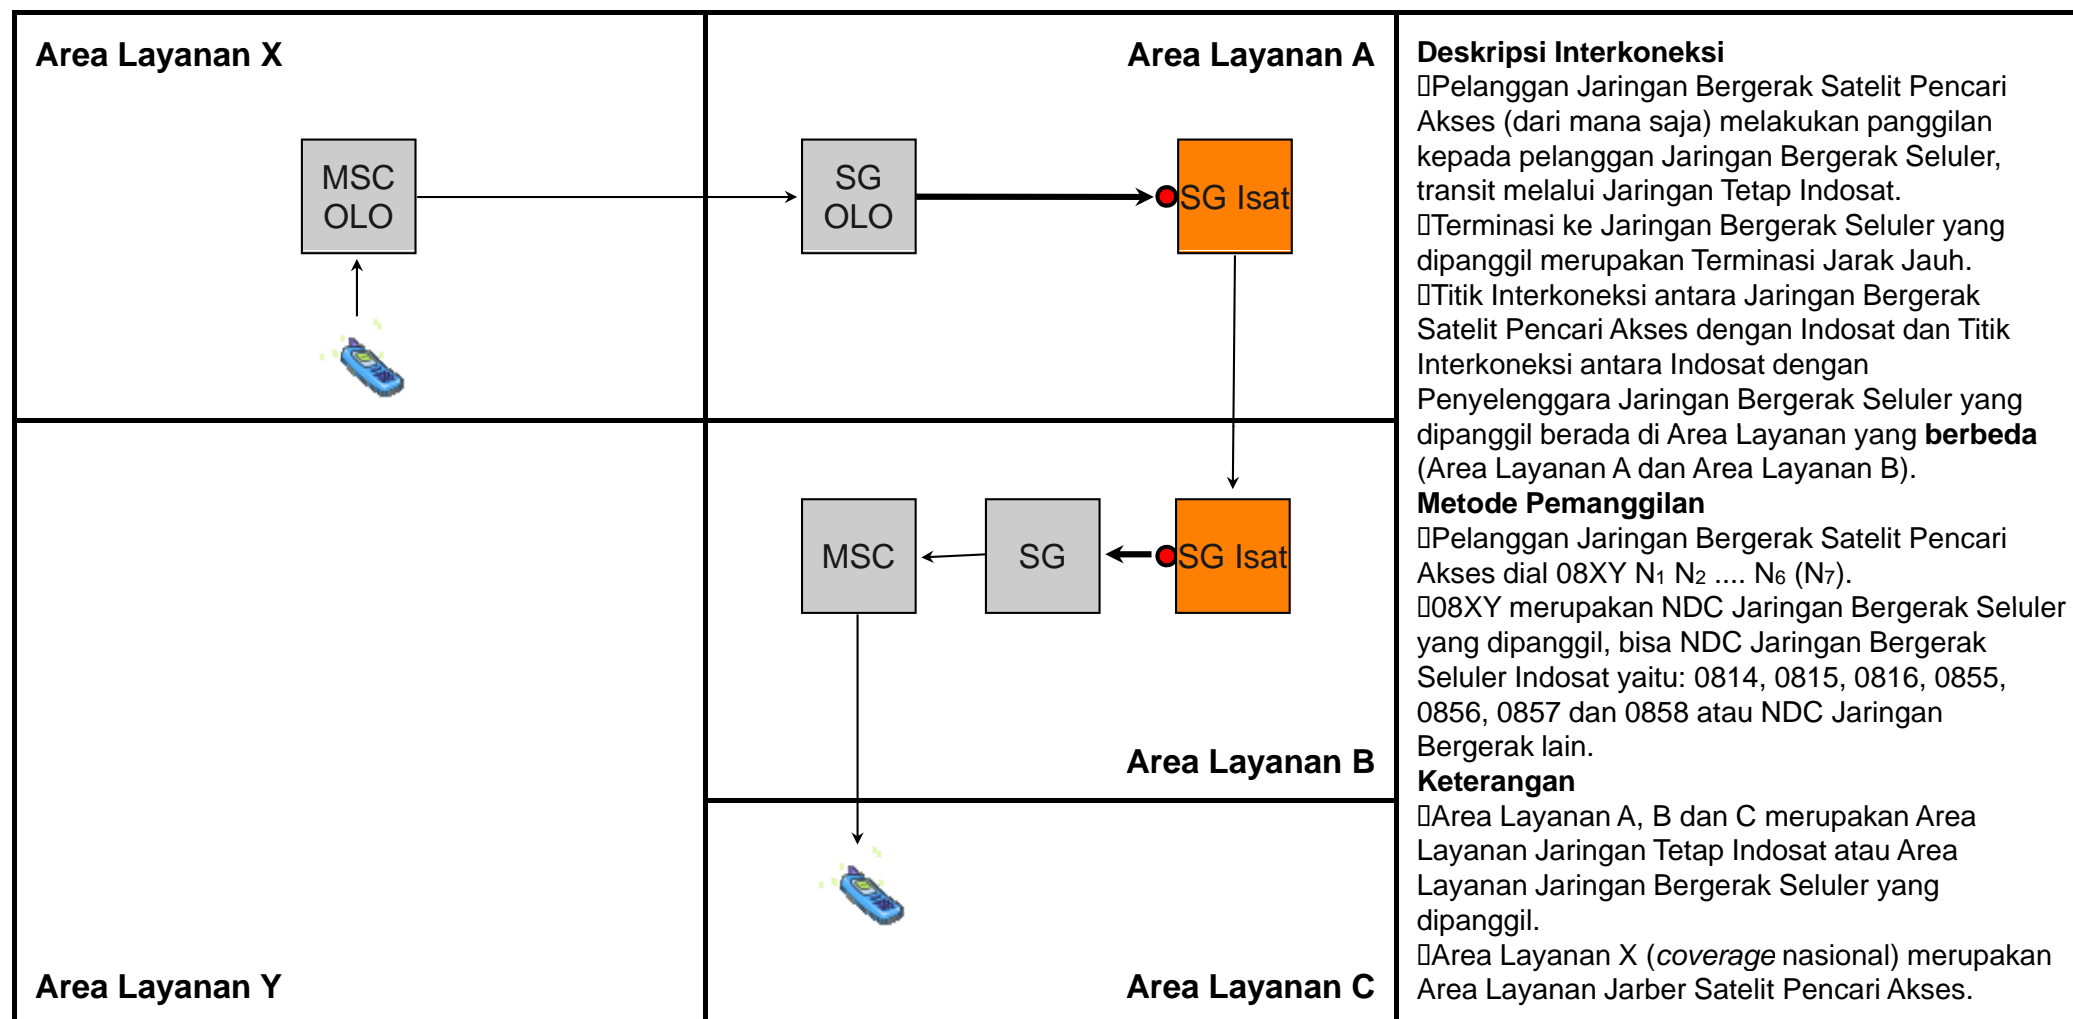 Area Layanan X
Area Layanan A
MSC
OLO
SG
OLO
SG Isat
MSC
SG
SG Isat
Area Layanan B
Area Layanan Y
Area Layanan C
Deskripsi Interkoneksi
Pelanggan Jaringan Bergerak Satelit Pencari
Akses (dari mana saja) melakukan panggilan
kepada pelanggan Jaringan Bergerak Seluler,
transit melalui Jaringan Tetap Indosat.
Terminasi ke Jaringan Bergerak Seluler yang
dipanggil merupakan Terminasi Jarak Jauh.
Titik Interkoneksi antara Jaringan Bergerak
Satelit Pencari Akses dengan Indosat dan Titik
Interkoneksi antara Indosat dengan
Penyelenggara Jaringan Bergerak Seluler yang
dipanggil berada di Area Layanan yang berbeda
(Area Layanan A dan Area Layanan B).
Metode Pemanggilan
Pelanggan Jaringan Bergerak Satelit Pencari
Akses dial 08XY N₁ N₂ .... N₆ (N₇).
08XY merupakan NDC Jaringan Bergerak Seluler
yang dipanggil, bisa NDC Jaringan Bergerak
Seluler Indosat yaitu: 0814, 0815, 0816, 0855,
0856, 0857 dan 0858 atau NDC Jaringan
Bergerak lain.
Keterangan
Area Layanan A, B dan C merupakan Area
Layanan Jaringan Tetap Indosat atau Area
Layanan Jaringan Bergerak Seluler yang
dipanggil.
Area Layanan X (coverage nasional) merupakan
Area Layanan Jarber Satelit Pencari Akses.